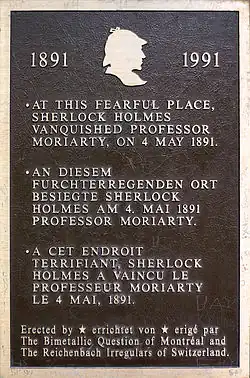 1891 1991
• AT THIS FEARFUL PLACE,
SHERLOCK HOLMES
VANQUISHED PROFESSOR
MORIARTY, ON 4 MAY 1891.
• AN DIESEM
FURCHTERREGENDEN ORT
BESIEGTE SHERLOCK
HOLMES AM 4. MAI 1891
PROFESSOR MORIARTY.
• A CET ENDROIT
TERRIFIANT, SHERLOCK
HOLMES A VAINCU LE
PROFESSEUR MORIARTY
LE 4 MAI, 1891.
Erected by ★ errichtet von ★ erigé par
The Bimetallic Question of Montréal and
The Reichenbach Irregulars of Switzerland.